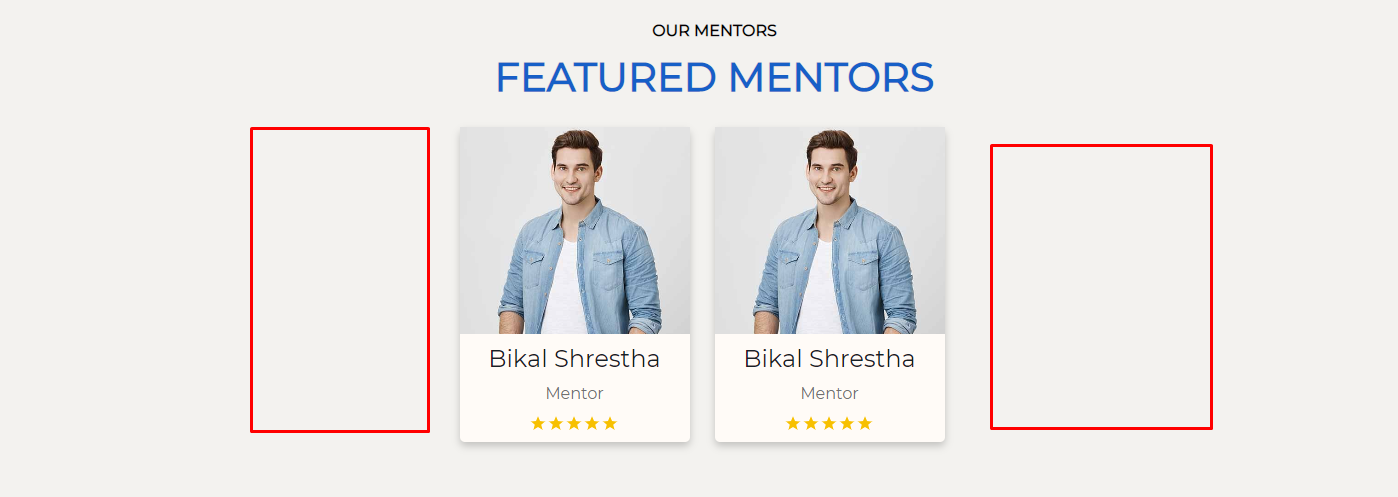 OUR MENTORS
FEATURED MENTORS
Bikal Shrestha
Mentor
Bikal Shrestha
Mentor